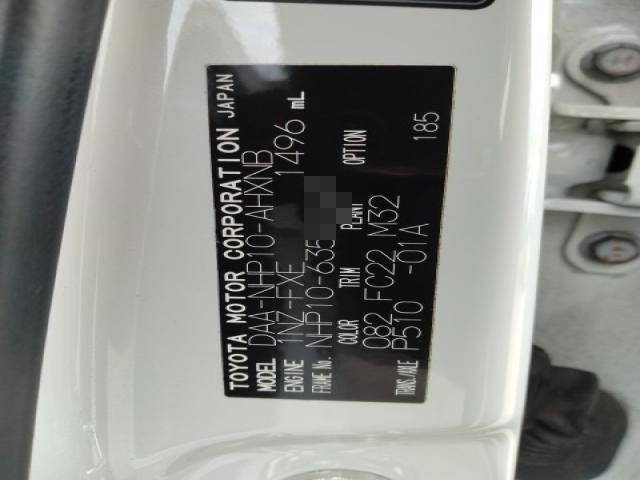 TOYOTA MOTOR CORPORATION JAPAN
MODEL DAA-NHP10-AHXNB
ENGINE 1NZ-FXE 1496 mL
FRAME No. NHP10-635
COLOR TRIM PLANT OPTION
082 FC22 M32 185
TRANS./AXLE P510 -01A